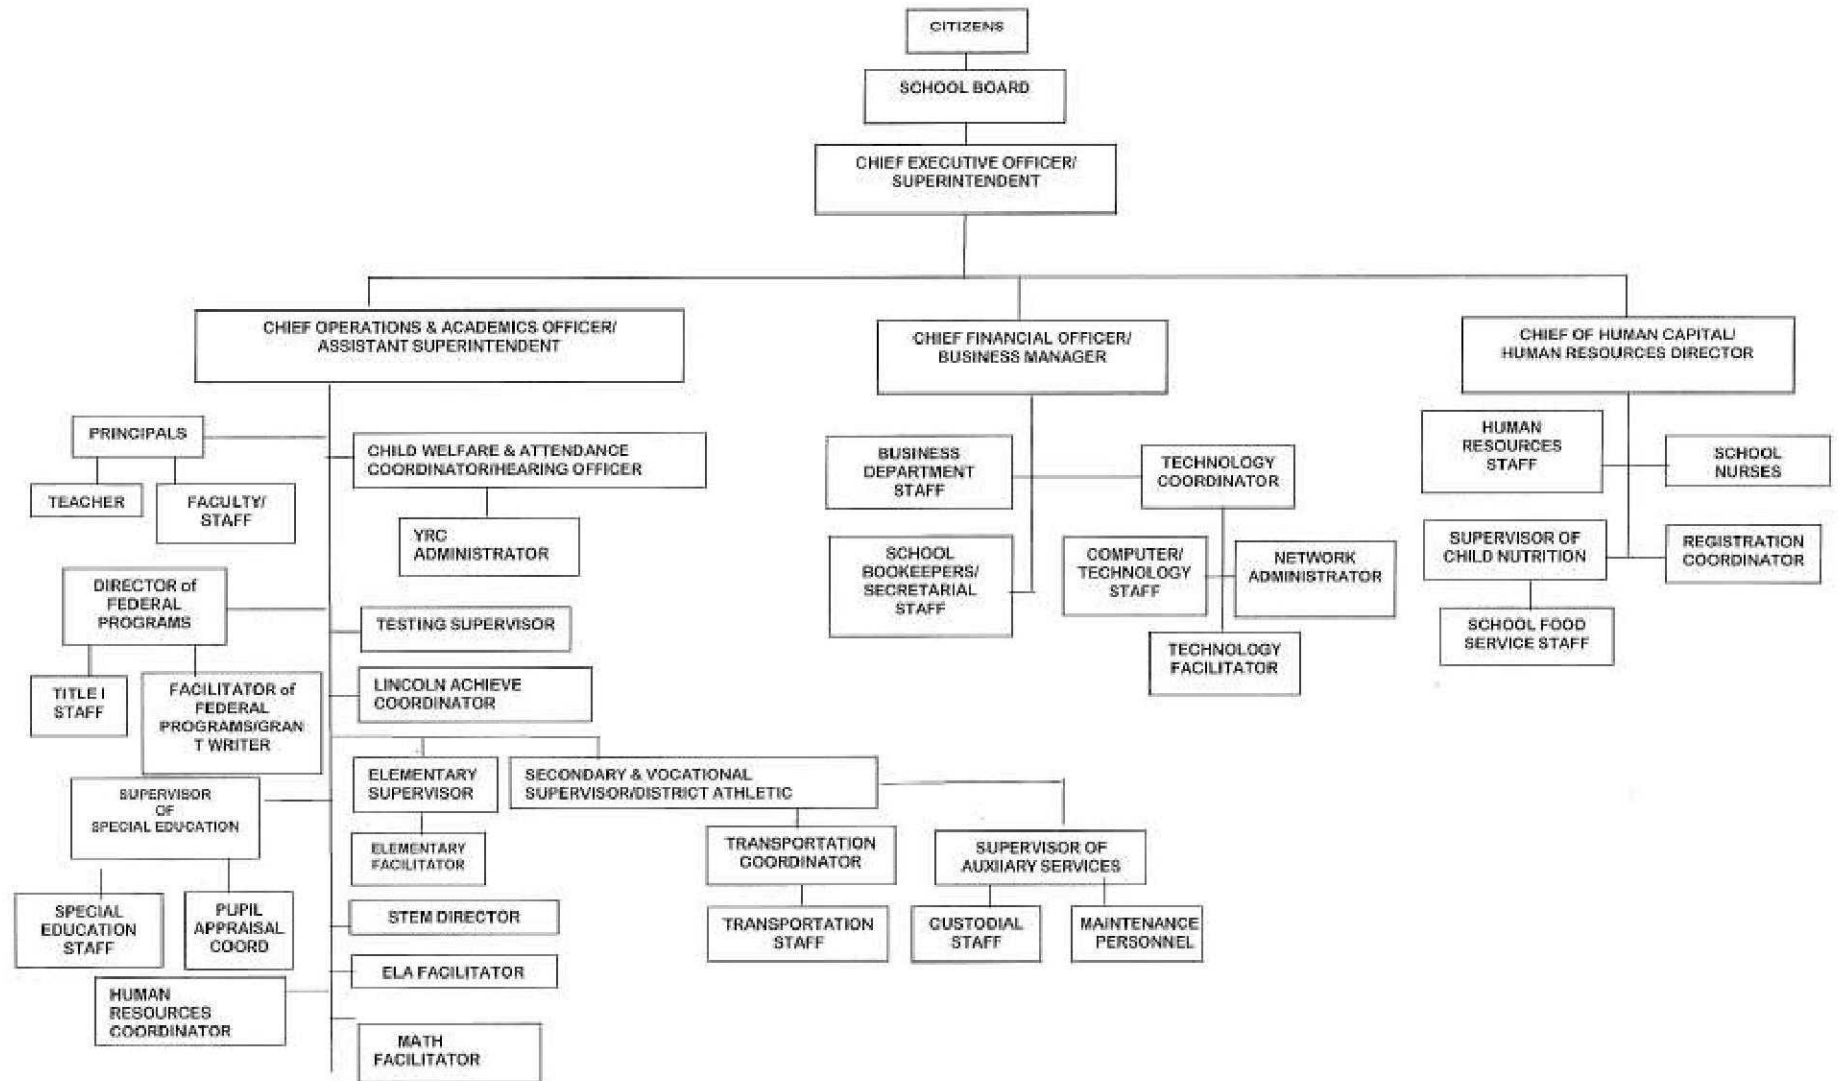 CITIZENS
SCHOOL BOARD
CHIEF EXECUTIVE OFFICER/
SUPERINTENDENT
CHIEF OPERATIONS & ACADEMICS OFFICER/
ASSISTANT SUPERINTENDENT
CHIEF FINANCIAL OFFICER/
BUSINESS MANAGER
CHIEF OF HUMAN CAPITAL/
HUMAN RESOURCES DIRECTOR
PRINCIPALS
TEACHER
FACULTY/
STAFF
CHILD WELFARE & ATTENDANCE
COORDINATOR/HEARING OFFICER
YRC
ADMINISTRATOR
DIRECTOR of
FEDERAL
PROGRAMS
TITLE I
STAFF
FACILITATOR of
FEDERAL
PROGRAMS/GRAN
T WRITER
TESTING SUPERVISOR
LINCOLN ACHIEVE
COORDINATOR
SUPERVISOR
OF
SPECIAL EDUCATION
SPECIAL
EDUCATION
STAFF
PUPIL
APPRAISAL
COORD
HUMAN
RESOURCES
COORDINATOR
ELEMENTARY
SUPERVISOR
ELEMENTARY
FACILITATOR
SECONDARY & VOCATIONAL
SUPERVISOR/DISTRICT ATHLETIC
TRANSPORTATION
COORDINATOR
TRANSPORTATION
STAFF
SUPERVISOR OF
AUXIIARY SERVICES
CUSTODIAL
STAFF
MAINTENANCE
PERSONNEL
STEM DIRECTOR
ELA FACILITATOR
MATH
FACILITATOR
BUSINESS
DEPARTMENT
STAFF
TECHNOLOGY
COORDINATOR
SCHOOL
BOOKEEPERS/
SECRETARIAL
STAFF
COMPUTER/
TECHNOLOGY
STAFF
NETWORK
ADMINISTRATOR
TECHNOLOGY
FACILITATOR
HUMAN
RESOURCES
STAFF
SCHOOL
NURSES
SUPERVISOR OF
CHILD NUTRITION
REGISTRATION
COORDINATOR
SCHOOL FOOD
SERVICE STAFF